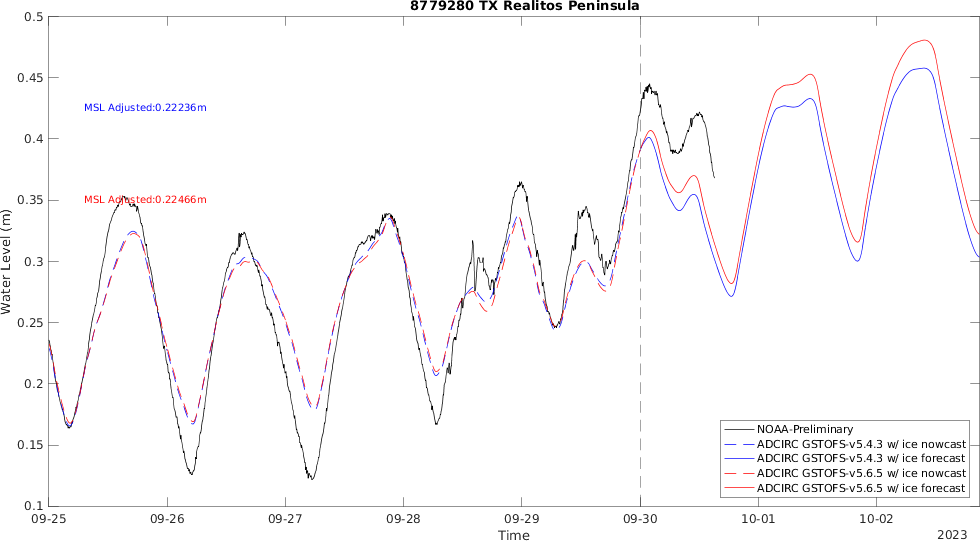 8779280 TX Realitos Peninsula
0.5
0.45
0.4
0.35
0.3
0.25
0.2
0.15
0.1
Water Level (m)
MSL Adjusted:0.22236m
MSL Adjusted:0.22466m
NOAA-Preliminary
ADCIRC GSTOFS-v5.4.3 w/ ice nowcast
ADCIRC GSTOFS-v5.4.3 w/ ice forecast
ADCIRC GSTOFS-v5.6.5 w/ ice nowcast
ADCIRC GSTOFS-v5.6.5 w/ ice forecast
09-25 09-26 09-27 09-28 09-29 09-30 10-01 10-02
Time
2023